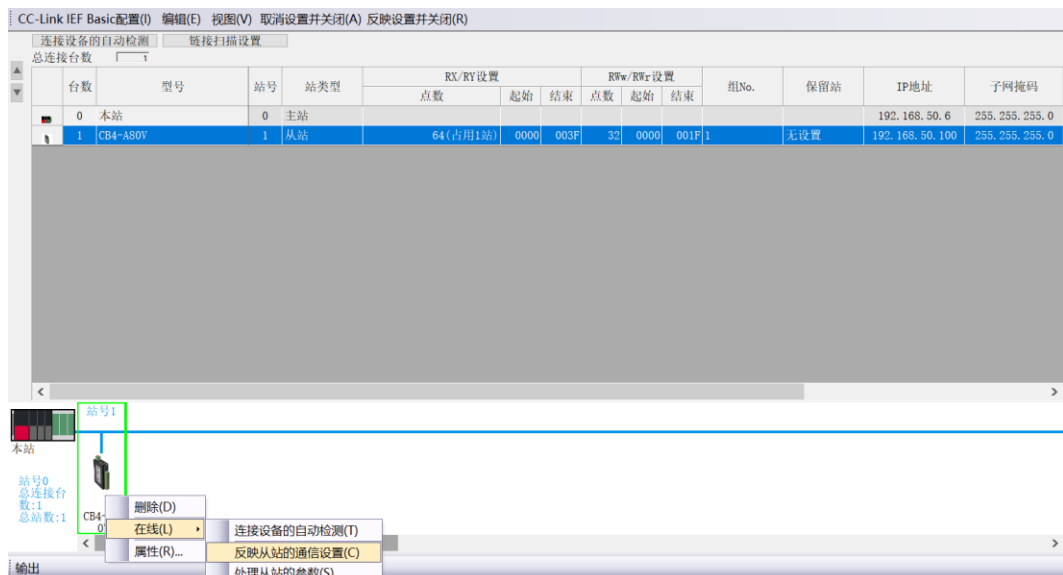 CC-Link IEF Basic配置(I) 编辑(E) 视图(V) 取消设置并关闭(A) 反映设置并关闭(R)
连接设备的自动检测 链接扫描设置
总连接台数 1
台数 型号 站号 站类型 RX/RY设置 RWw/RWr设置 组No. 保留站 IP地址 子网掩码
点数 起始 结束 点数 起始 结束
0 本站 0 主站 192.168.50.6 255.255.255.0
1 CB4-A80V 1 从站 64(占用1站) 0000 003F 32 0000 001F 1 无设置 192.168.50.100 255.255.255.0
站号1
本站
站号0
总连接台
数:1
总站数:1
CB4-
0
删除(D)
在线(L)
属性(R)...
连接设备的自动检测(T)
反映从站的通信设置(C)
处理从站的参数(S)
输出